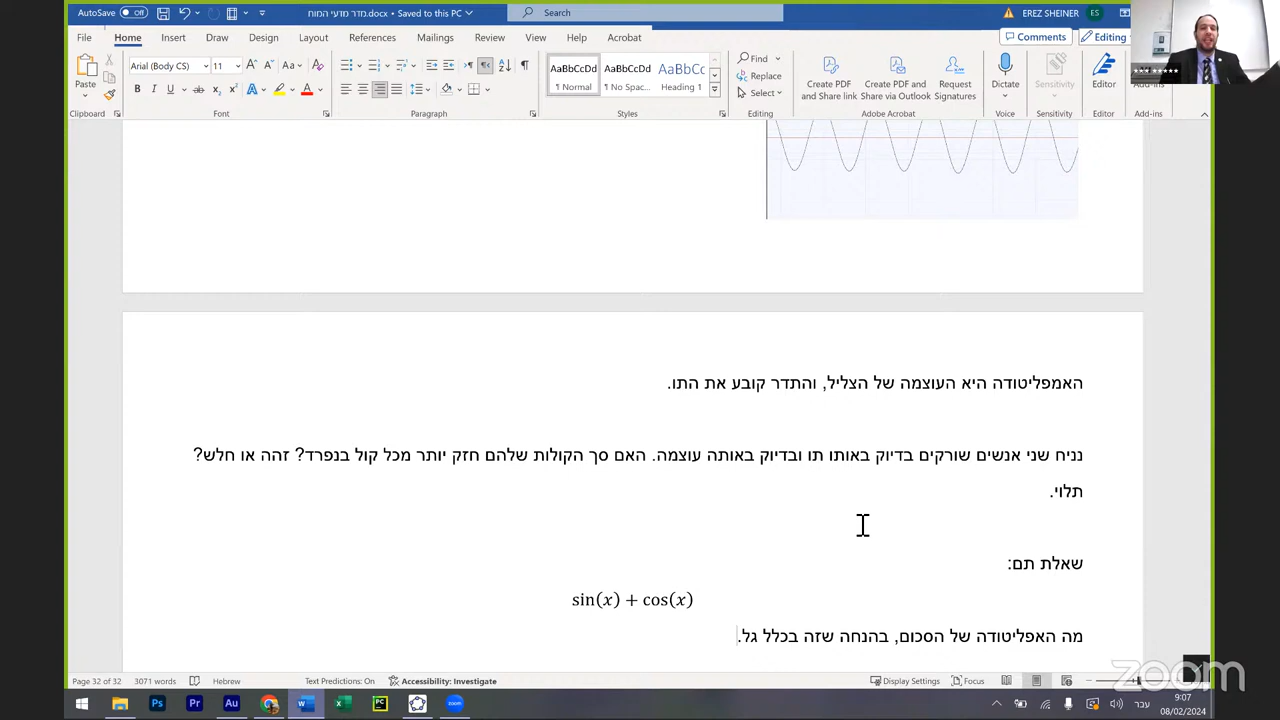 AutoSave Off מדר מדעי המוח.docx • Saved to this PC Search EREZ SHEINER ES
File Home Insert Draw Design Layout References Mailings Review View Help Acrobat Comments Editing
Paste Arial (Body CS) 11 AaBbCcDd AaBbCcDd AaBbCc Find Create PDF Create PDF and Request Dictate Sensitivity Editor Add-ins
Normal No Spac... Heading 1 Replace and Share link Share via Outlook Signatures
Select
Clipboard Font Paragraph Styles Editing Adobe Acrobat Voice Sensitivity Editor Add-ins
האמפליטודה היא העוצמה של הצליל, והתדר קובע את התו.
נניח שני אנשים שורקים בדיוק באותו תו ובדיוק באותה עוצמה. האם סך הקולות שלהם חזק יותר מכל קול בנפרד? זהה או חלש?
תלוי.
שאלת תם:
sin(x) + cos(x)
מה האפליטודה של הסכום, בהנחה שזה בכלל גל.
Page 32 of 32 3071 words Hebrew Text Predictions: On Accessibility: Investigate Display Settings Focus
zoom
9:07
עבר
08/02/2024